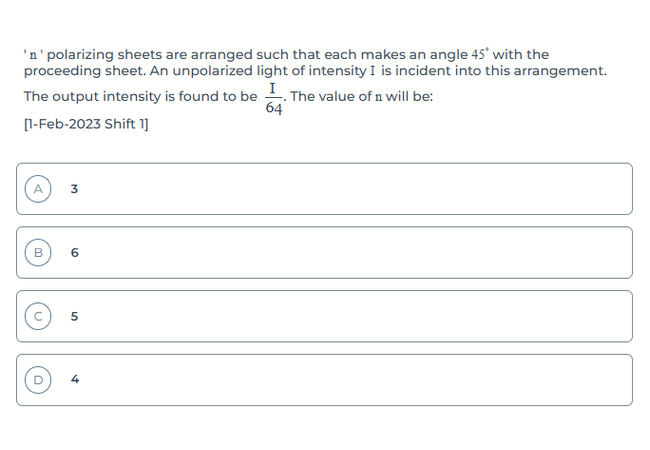 'n' polarizing sheets are arranged such that each makes an angle 45° with the
proceeding sheet. An unpolarized light of intensity I is incident into this arrangement.
The output intensity is found to be I/64. The value of n will be:
[1-Feb-2023 Shift 1]
A 3
B 6
C 5
D 4